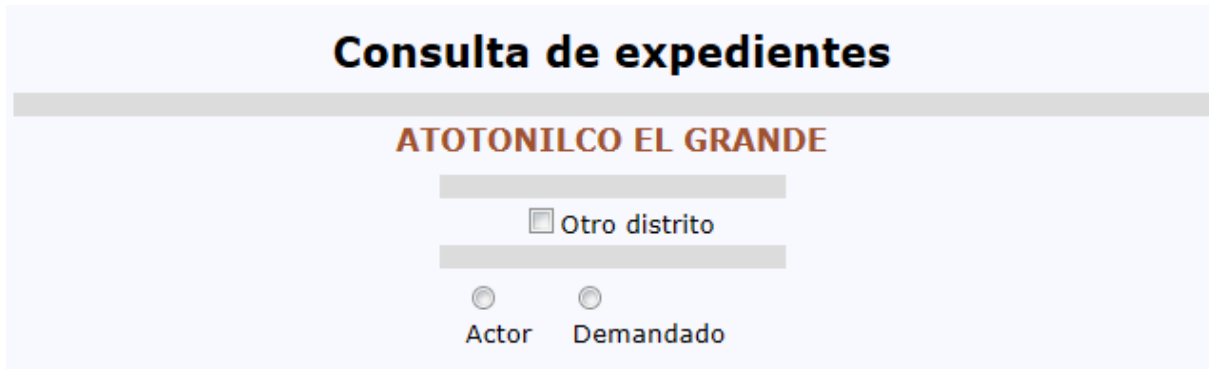 Consulta de expedientes
ATOTONILCO EL GRANDE
Otro distrito
Actor Demandado